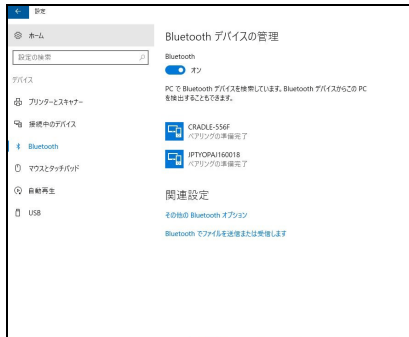 設定
ホーム
設定の検索
デバイス
プリンターとスキャナー
接続中のデバイス
Bluetooth
マウスとタッチパッド
自動再生
USB
Bluetooth デバイスの管理
Bluetooth
オン
PC で Bluetooth デバイスを検索しています。Bluetooth デバイスからこの PC
を検出することもできます。
CRADLE-556F
ペアリングの準備完了
JPTYOPAJ160018
ペアリングの準備完了
関連設定
その他の Bluetooth オプション
Bluetooth でファイルを送信または受信します